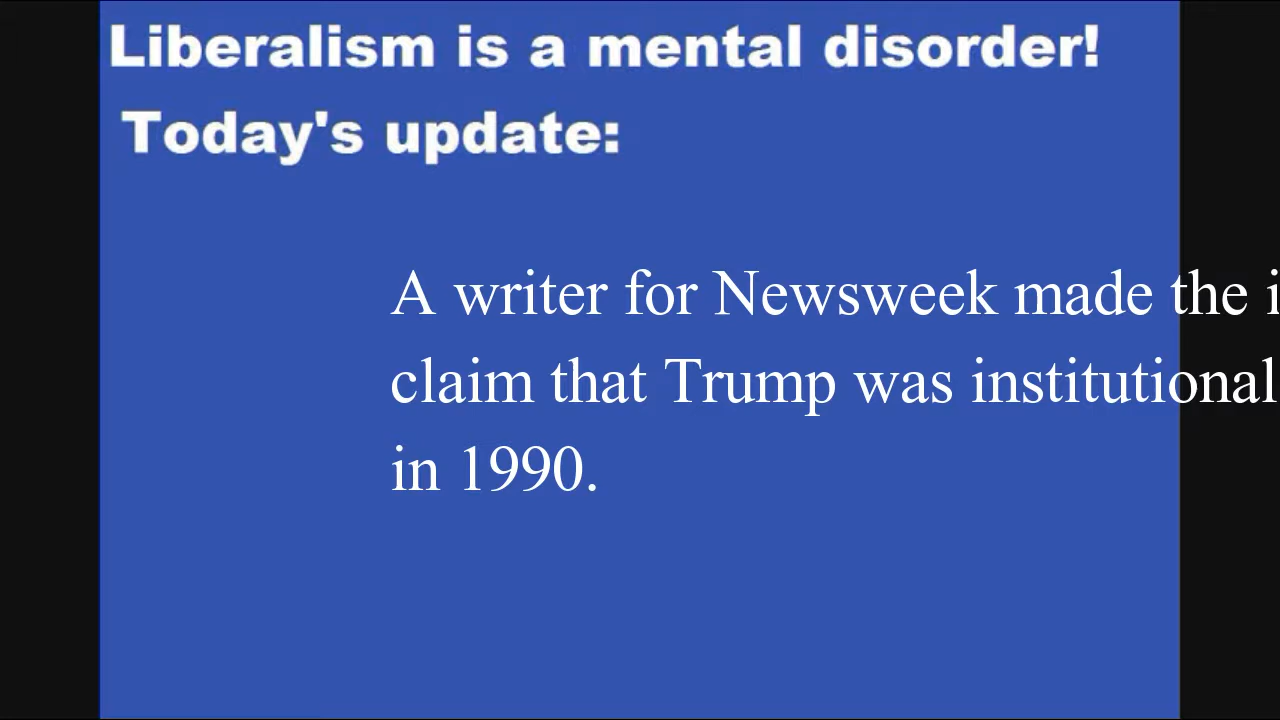 Liberalism is a mental disorder!
Today's update:
A writer for Newsweek made the
claim that Trump was institutional
in 1990.